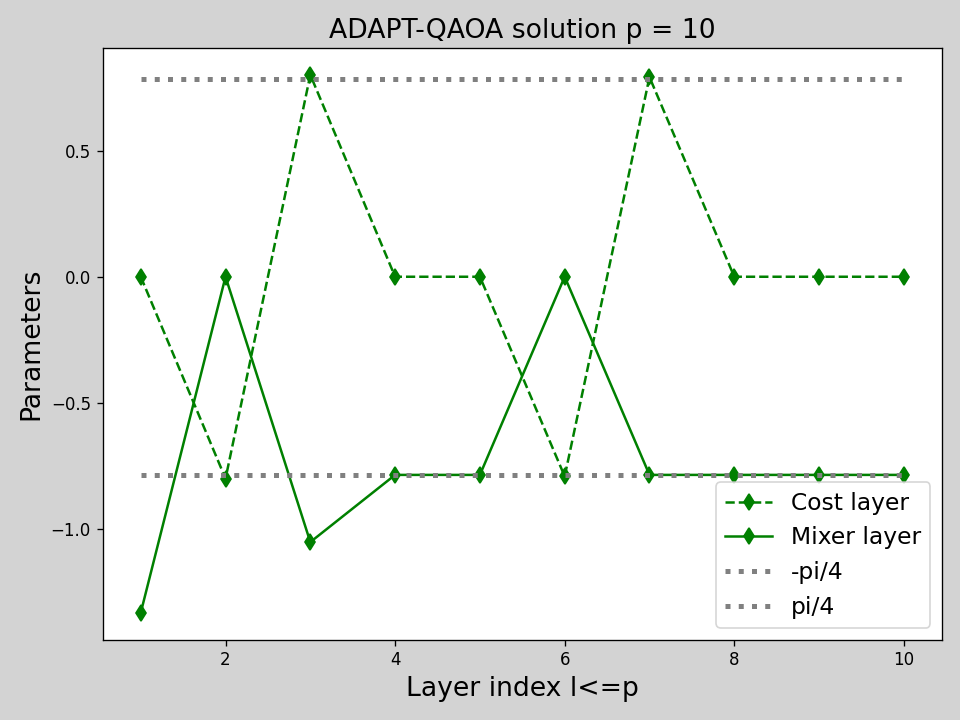 ADAPT-QAOA solution p = 10
Parameters
0.5
0.0
−0.5
−1.0
Cost layer
Mixer layer
-pi/4
pi/4
2
4
6
8
10
Layer index l<=p